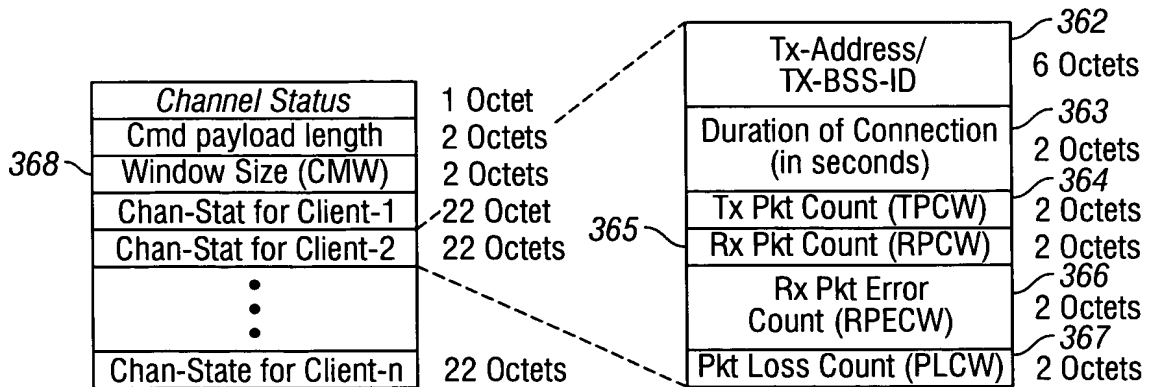 Channel Status 1 Octet
Cmd payload length 2 Octets
368 Window Size (CMW) 2 Octets
Chan-Stat for Client-1 22 Octet
Chan-Stat for Client-2 22 Octets
Chan-State for Client-n 22 Octets
362
Tx-Address/
TX-BSS-ID
6 Octets
363
Duration of Connection
(in seconds)
2 Octets
364
Tx Pkt Count (TPCW) 2 Octets
365 Rx Pkt Count (RPCW) 2 Octets
366
Rx Pkt Error
Count (RPECW)
2 Octets
367
Pkt Loss Count (PLCW) 2 Octets